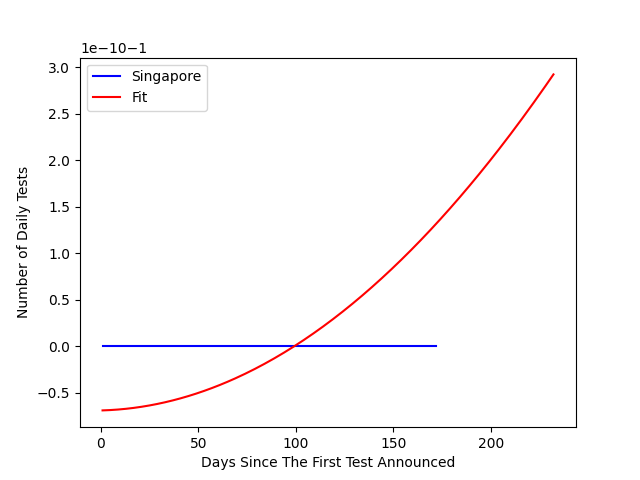 1e−10−1
Singapore
Fit
3.0
2.5
2.0
1.5
1.0
0.5
0.0
−0.5
Number of Daily Tests
0
50
100
150
200
Days Since The First Test Announced